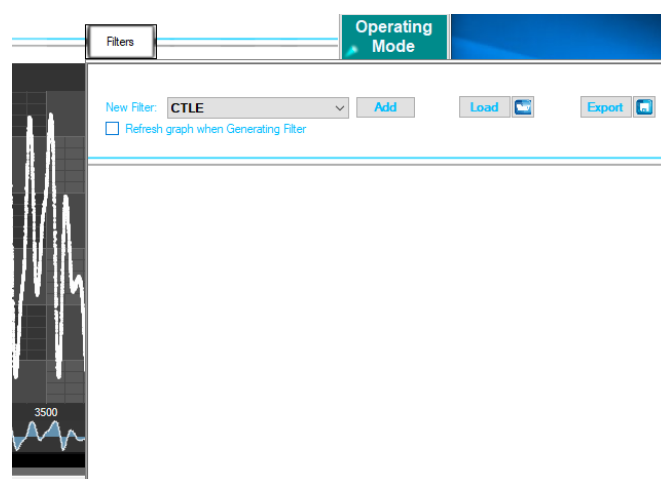 Filters
Operating
Mode
New Filter: CTLE Add Load Export
Refresh graph when Generating Filter
3500